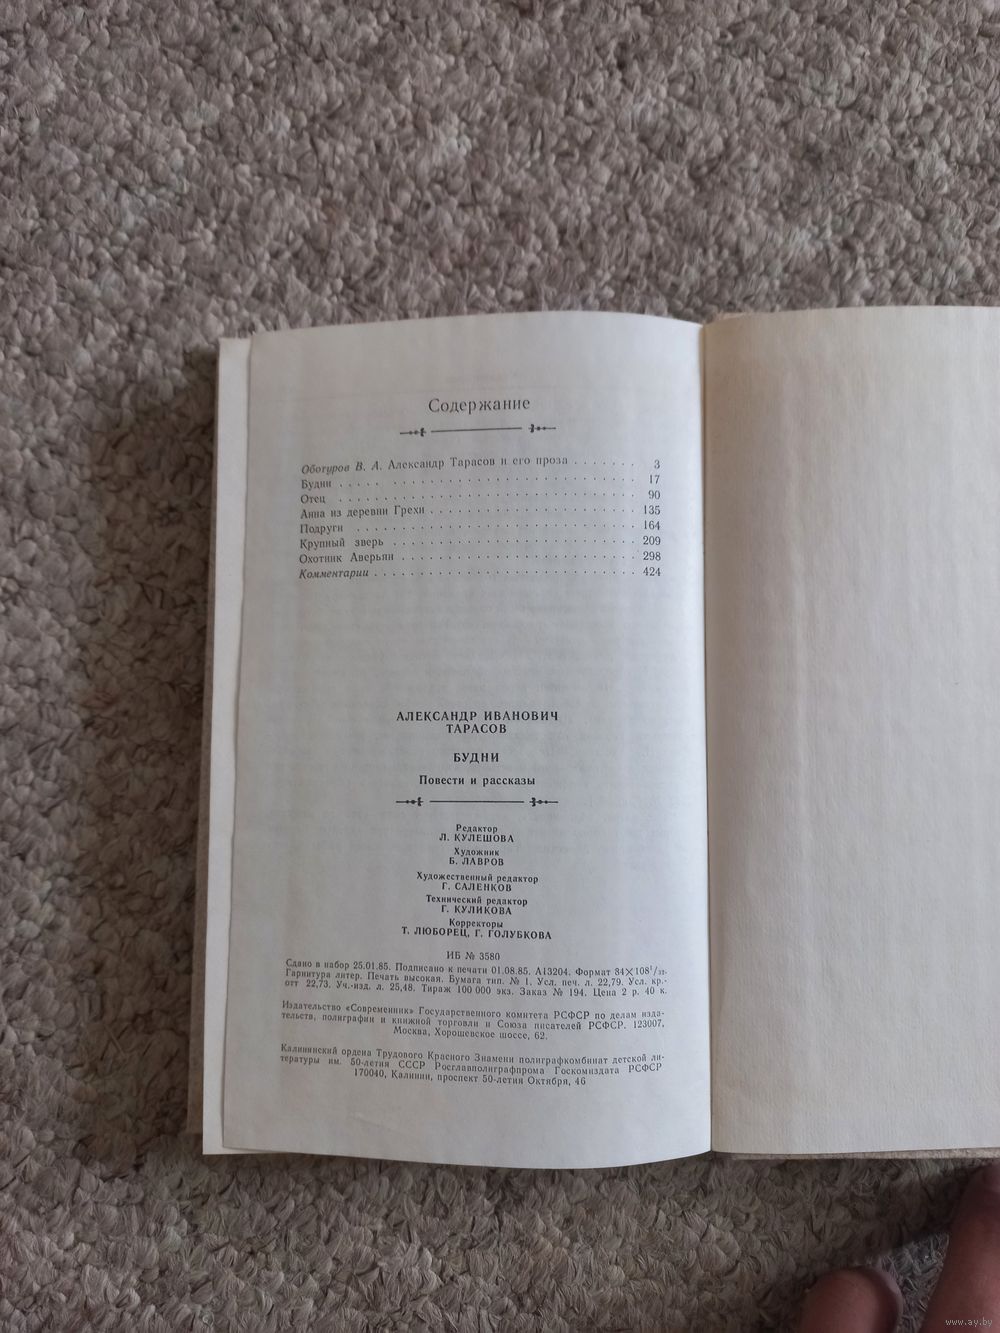 Содержание
Оботуров В. А. Александр Тарасов и его проза . . . . . . . 3
Будни . . . . . . . . . . . . . . . . . . . . . . . . . . 17
Отец . . . . . . . . . . . . . . . . . . . . . . . . . . 90
Анна из деревни Грехи . . . . . . . . . . . . . . . . . . 135
Подруги . . . . . . . . . . . . . . . . . . . . . . . . . 164
Крупный зверь . . . . . . . . . . . . . . . . . . . . . . 209
Охотник Аверьян . . . . . . . . . . . . . . . . . . . . . 298
Комментарии . . . . . . . . . . . . . . . . . . . . . . . 424
АЛЕКСАНДР ИВАНОВИЧ
ТАРАСОВ
БУДНИ
Повести и рассказы
Редактор
Л. КУЛЕШОВА
Художник
Б. ЛАВРОВ
Художественный редактор
Г. САЛЕНКОВ
Технический редактор
Г. КУЛИКОВА
Корректоры
Т. ЛЮБОРЕЦ, Г. ГОЛУБКОВА
ИБ № 3580
Сдано в набор 25.01.85. Подписано к печати 01.08.85. А13204. Формат 84×108¹/₃₂.
Гарнитура литер. Печать высокая. Бумага тип. № 1. Усл. печ. л. 22,79. Усл. кр.-
отт 22,73. Уч.-изд. л. 25,48. Тираж 100 000 экз. Заказ № 194. Цена 2 р. 40 к.
Издательство «Современник» Государственного комитета РСФСР по делам изда-
тельств, полиграфии и книжной торговли и Союза писателей РСФСР. 123007,
Москва, Хорошевское шоссе, 62.
Калининский ордена Трудового Красного Знамени полиграфкомбинат детской ли-
тературы им. 50-летия СССР Росглавполиграфпрома Госкомиздата РСФСР
170040, Калинин, проспект 50-летия Октября, 46
www.ay.by